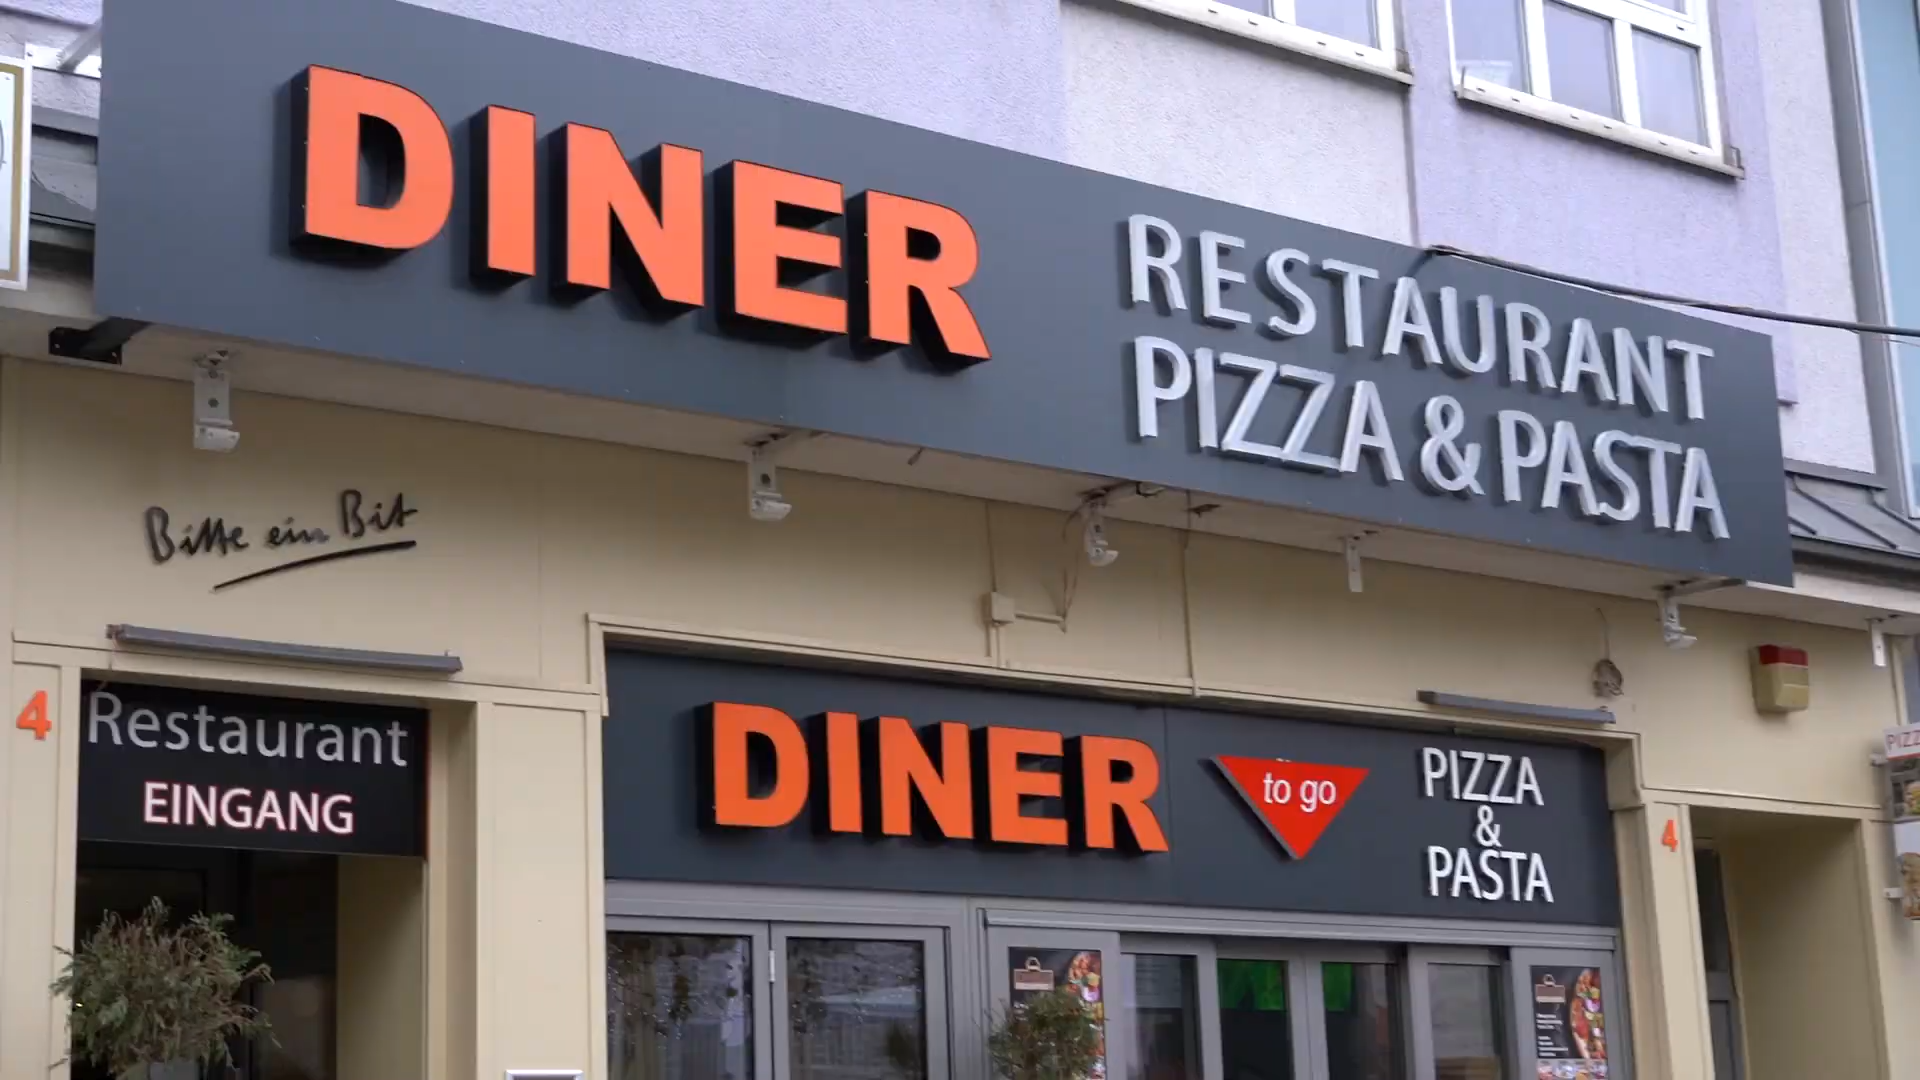 DINER
RESTAURANT
PIZZA & PASTA
Bitte ein Bit
4
Restaurant
EINGANG
DINER
to go
PIZZA
&
PASTA
4